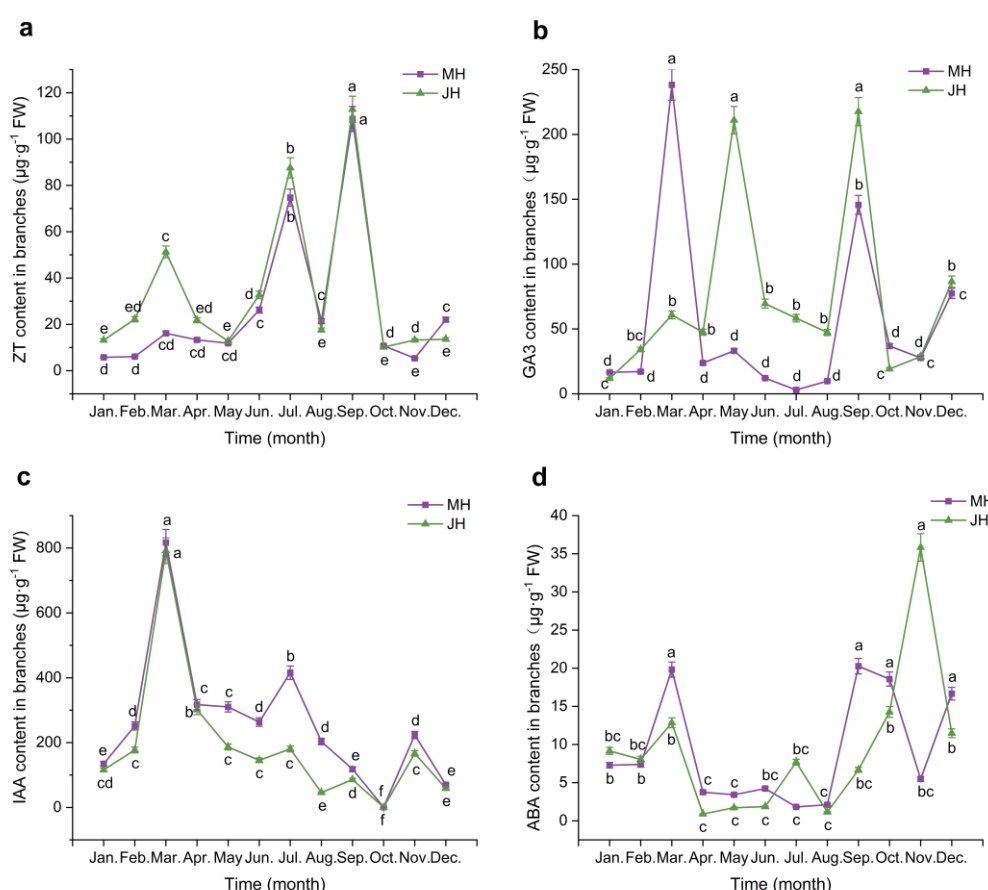 a
MH
JH
ZT content in branches (µg·g⁻¹ FW)
120
100
80
60
40
20
0
e ed c ed e d b c a d e e
d d cd cd c b e a e c
Jan. Feb. Mar. Apr. May Jun. Jul. Aug. Sep. Oct. Nov. Dec.
Time (month)
b
MH
JH
GA3 content in branches (µg·g⁻¹ FW)
250
200
150
100
50
0
a a a
d bc b b d b b b b d b
c d d d d d c c c
Jan. Feb. Mar. Apr. May Jun. Jul. Aug. Sep. Oct. Nov. Dec.
Time (month)
c
MH
JH
IAA content in branches (µg·g⁻¹ FW)
800
600
400
200
0
e d a c c d b d e f d e
cd c a b c c c e d f c e
Jan. Feb. Mar. Apr. May Jun. Jul. Aug. Sep. Oct. Nov. Dec.
Time (month)
d
MH
JH
ABA content in branches (µg·g⁻¹ FW)
40
35
30
25
20
15
10
5
0
bc bc a c c bc bc c a a a a
b b b c c c c c bc b bc b
Jan. Feb. Mar. Apr. May Jun. Jul. Aug. Sep. Oct. Nov. Dec.
Time (month)